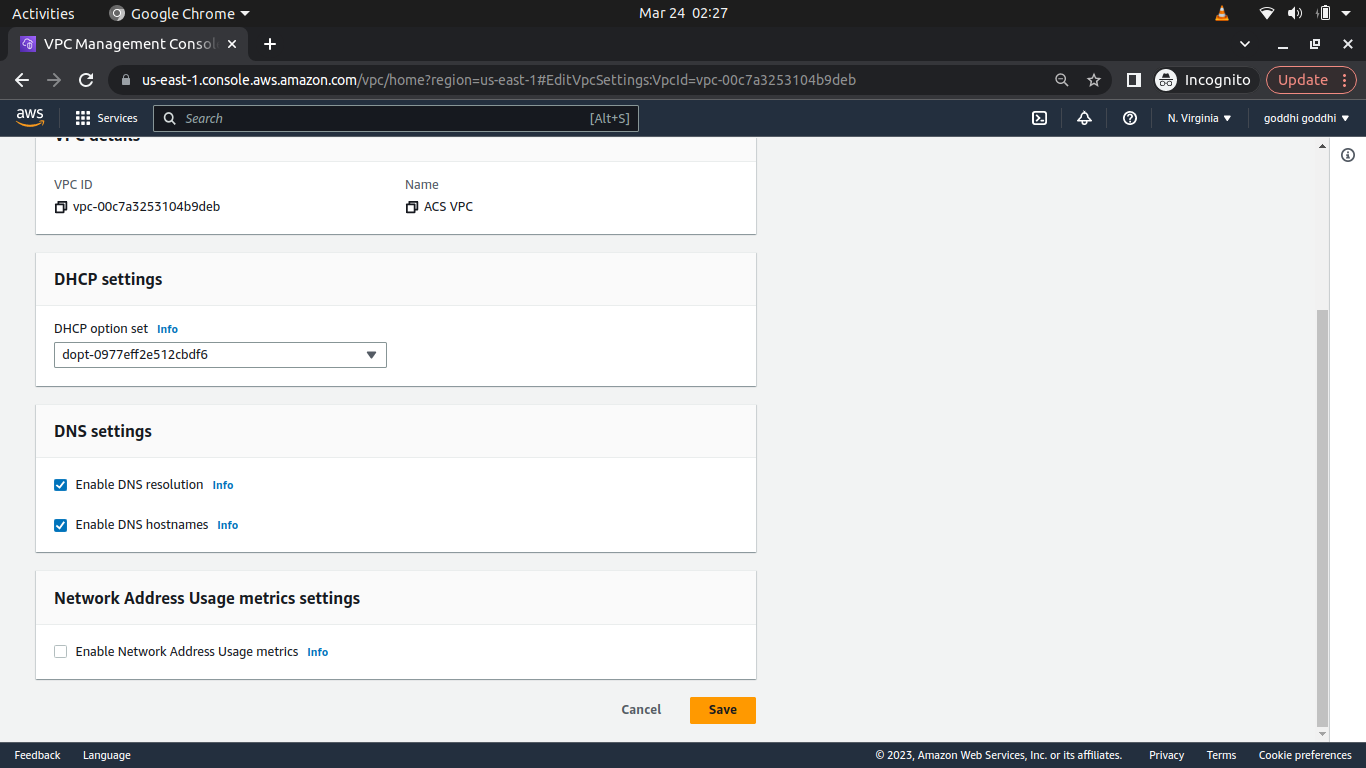 Activities
Google Chrome
Mar 24 02:27
VPC Management Consol
us-east-1.console.aws.amazon.com/vpc/home?region=us-east-1#EditVpcSettings:VpcId=vpc-00c7a3253104b9deb
Incognito
Update
aws
Services
Search
[Alt+S]
N. Virginia
goddhi goddhi
VPC details
VPC ID
Name
vpc-00c7a3253104b9deb
ACS VPC
DHCP settings
DHCP option set Info
dopt-0977eff2e512cbdf6
DNS settings
Enable DNS resolution Info
Enable DNS hostnames Info
Network Address Usage metrics settings
Enable Network Address Usage metrics Info
Cancel
Save
Feedback
Language
© 2023, Amazon Web Services, Inc. or its affiliates.
Privacy
Terms
Cookie preferences